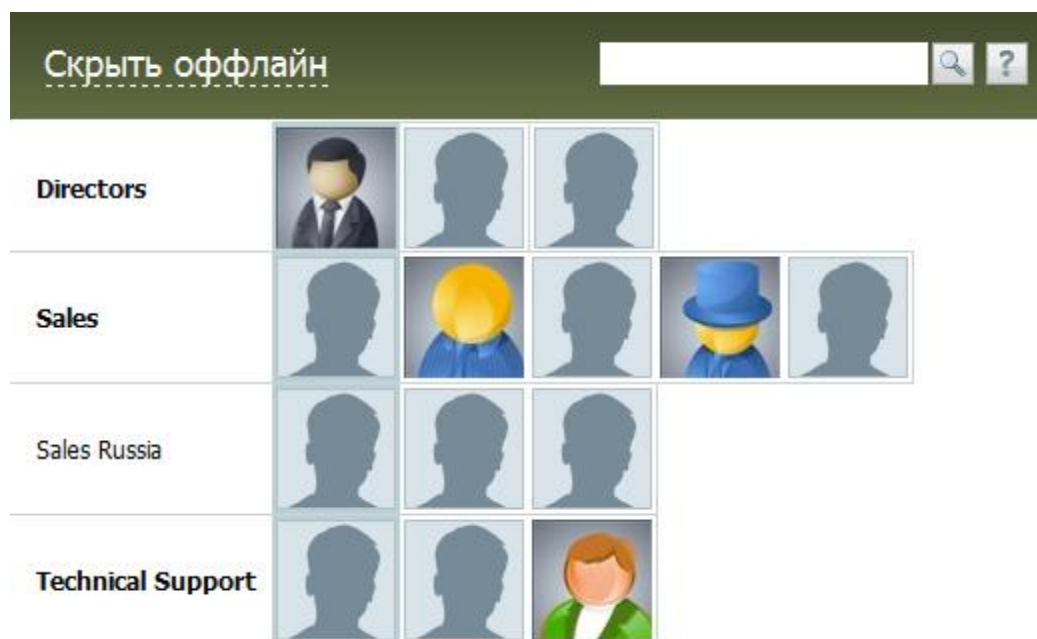 Скрыть оффлайн
?
Directors
Sales
Sales Russia
Technical Support